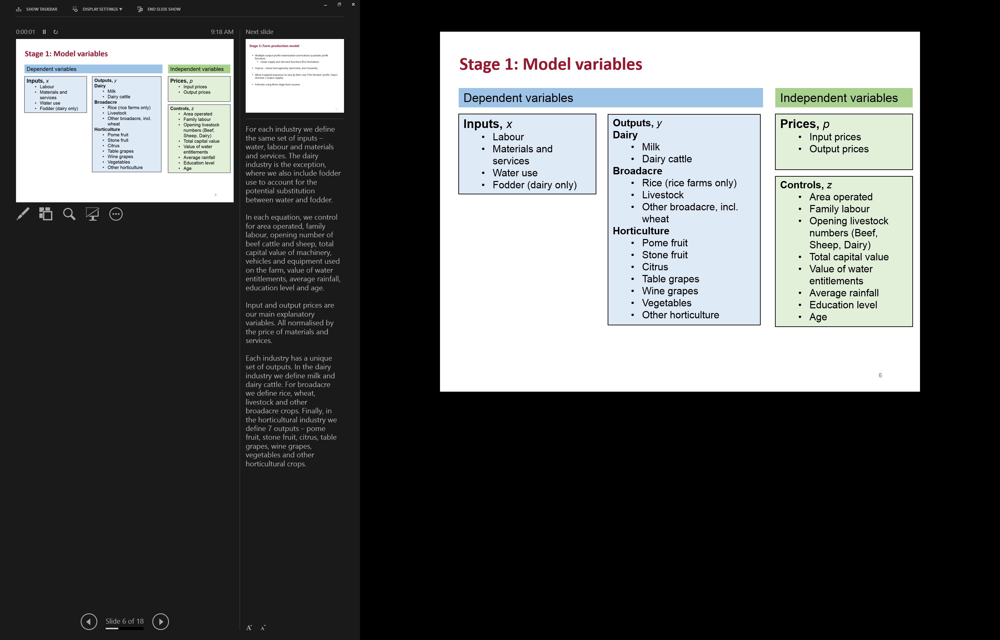 SHOW TASKBAR
DISPLAY SETTINGS ▼
END SLIDE SHOW
0:00:01
9:18 AM
Stage 1: Model variables
Dependent variables
Independent variables
Inputs, x
• Labour
• Materials and
services
• Water use
• Fodder (dairy only)
Outputs, y
Dairy
• Milk
• Dairy cattle
Broadacre
• Rice (rice farms only)
• Livestock
• Other broadacre, incl.
wheat
Horticulture
• Pome fruit
• Stone fruit
• Citrus
• Table grapes
• Wine grapes
• Vegetables
• Other horticulture
Prices, p
• Input prices
• Output prices
Controls, z
• Area operated
• Family labour
• Opening livestock
numbers (Beef,
Sheep, Dairy)
• Total capital value
• Value of water
entitlements
• Average rainfall
• Education level
• Age
6
Slide 6 of 18
Next slide
Stage 1: Farm production model
• Multiple-output profit maximisation (normalised quadratic profit
function)
• Linear supply and demand functions first derivatives
• Impose - Linear homogeneity, Symmetry, and Convexity
• Allow marginal responses to vary by farm size ('Per hectare' profit / input
demand / output supply)
• Estimate using three stage least squares
For each industry we define
the same set of inputs –
water, labour and materials
and services. The dairy
industry is the exception,
where we also include fodder
use to account for the
potential substitution
between water and fodder.
In each equation, we control
for area operated, family
labour, opening number of
beef cattle and sheep, total
capital value of machinery,
vehicles and equipment used
on the farm, value of water
entitlements, average rainfall,
education level and age.
Input and output prices are
our main explanatory
variables. All normalised by
the price of materials and
services.
Each industry has a unique
set of outputs. In the dairy
industry we define milk and
dairy cattle. For broadacre
we define rice, wheat,
livestock and other
broadacre crops. Finally, in
the horticultural industry we
define 7 outputs – pome
fruit, stone fruit, citrus, table
grapes, wine grapes,
vegetables and other
horticultural crops.
A A
Stage 1: Model variables
Dependent variables
Independent variables
Inputs, x
• Labour
• Materials and
services
• Water use
• Fodder (dairy only)
Outputs, y
Dairy
• Milk
• Dairy cattle
Broadacre
• Rice (rice farms only)
• Livestock
• Other broadacre, incl.
wheat
Horticulture
• Pome fruit
• Stone fruit
• Citrus
• Table grapes
• Wine grapes
• Vegetables
• Other horticulture
Prices, p
• Input prices
• Output prices
Controls, z
• Area operated
• Family labour
• Opening livestock
numbers (Beef,
Sheep, Dairy)
• Total capital value
• Value of water
entitlements
• Average rainfall
• Education level
• Age
6